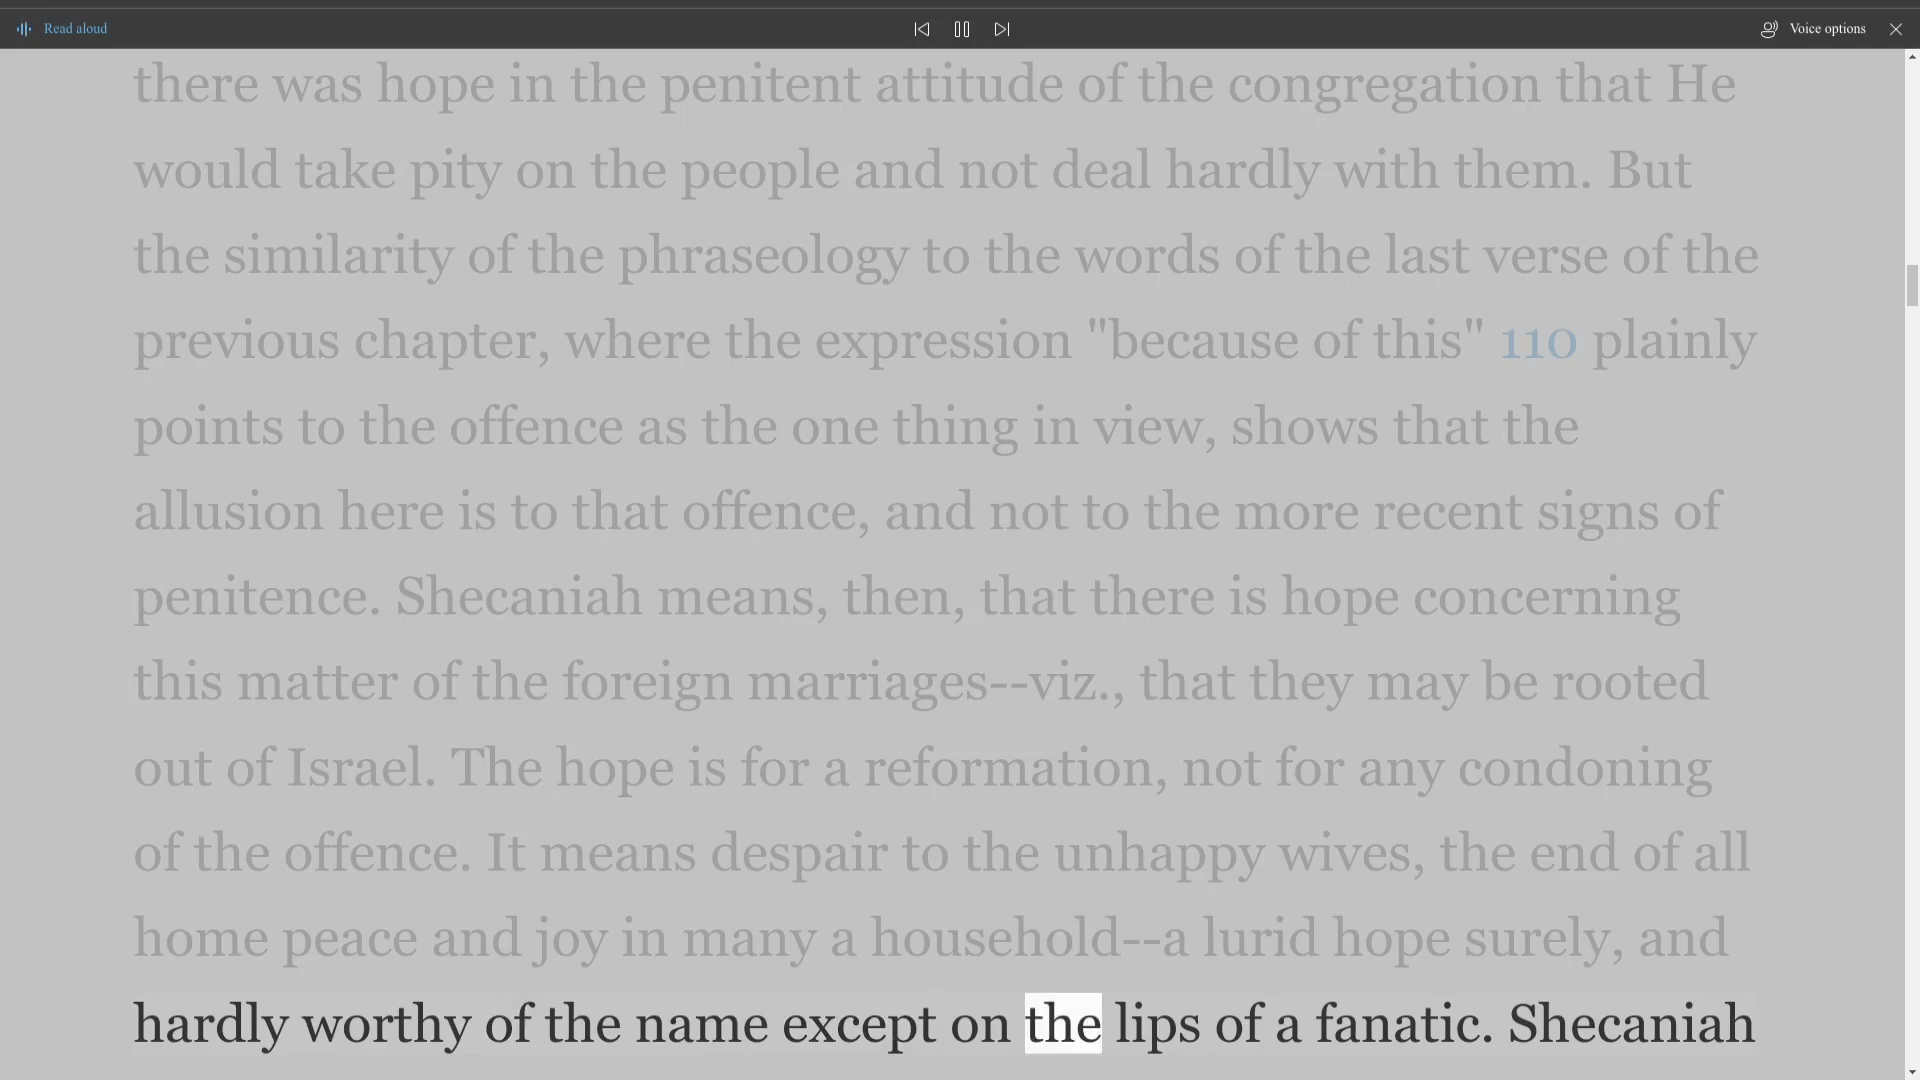 Read aloud
Voice options
there was hope in the penitent attitude of the congregation that He
would take pity on the people and not deal hardly with them. But
the similarity of the phraseology to the words of the last verse of the
previous chapter, where the expression "because of this" 110 plainly
points to the offence as the one thing in view, shows that the
allusion here is to that offence, and not to the more recent signs of
penitence. Shecaniah means, then, that there is hope concerning
this matter of the foreign marriages--viz., that they may be rooted
out of Israel. The hope is for a reformation, not for any condoning
of the offence. It means despair to the unhappy wives, the end of all
home peace and joy in many a household--a lurid hope surely, and
hardly worthy of the name except on the lips of a fanatic. Shecaniah